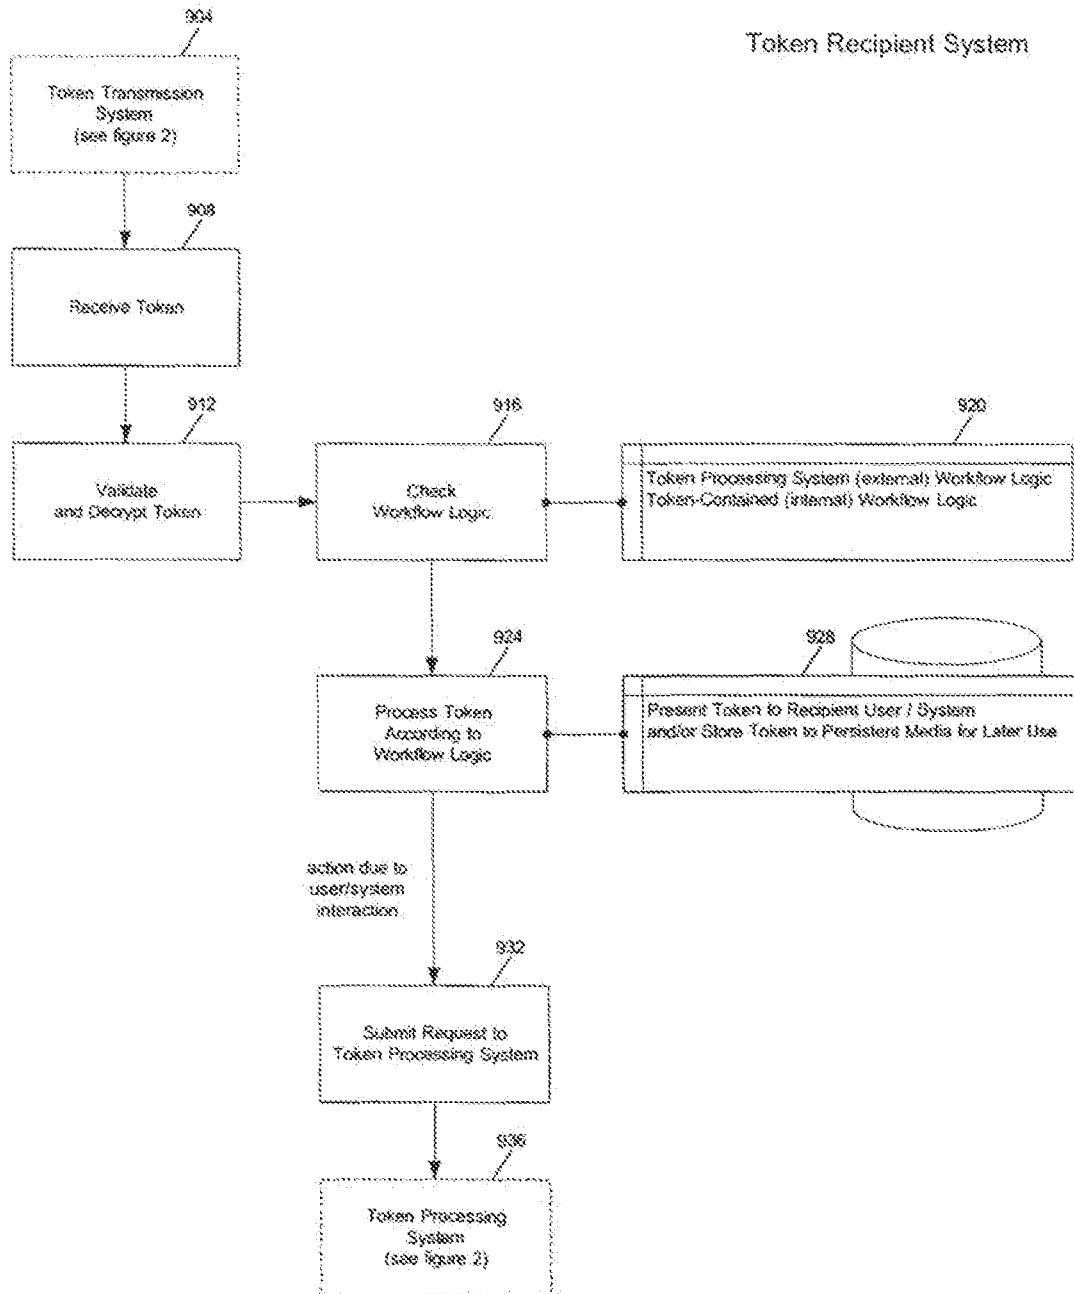 904
Token Recipient System
Token Transmission
System
(see figure 2)
908
Receive Token
912
Validate
and Decrypt Token
916
Check
Workflow Logic
920
Token Processing System (external) Workflow Logic
Token-Contained (internal) Workflow Logic
924
Process Token
According to
Workflow Logic
928
Present Token to Recipient User / System
and/or Store Token to Persistent Media for Later Use
action due to
user/system
interaction
932
Submit Request to
Token Processing System
936
Token Processing
System
(see figure 2)